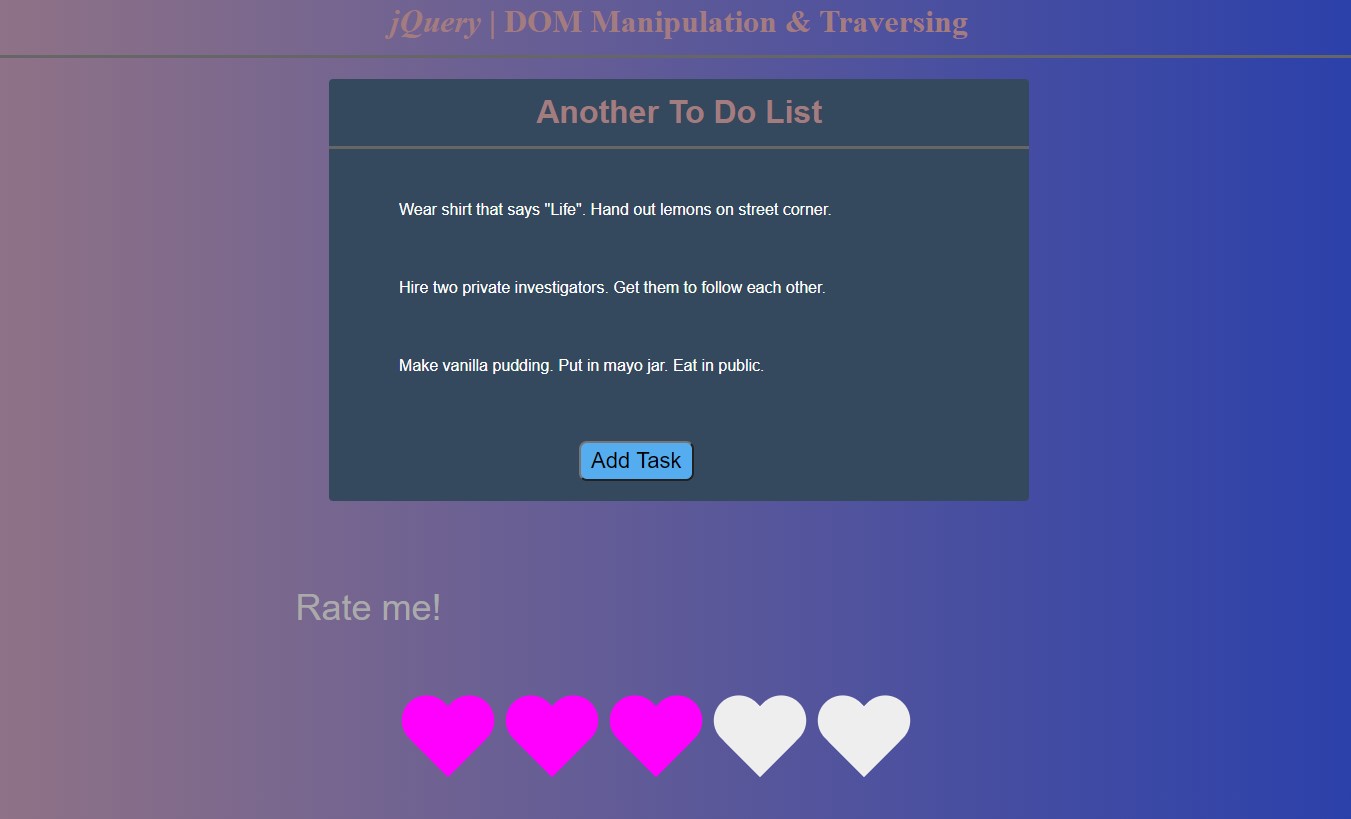 jQuery | DOM Manipulation & Traversing
Another To Do List
Wear shirt that says "Life". Hand out lemons on street corner.
Hire two private investigators. Get them to follow each other.
Make vanilla pudding. Put in mayo jar. Eat in public.
Add Task
Rate me!